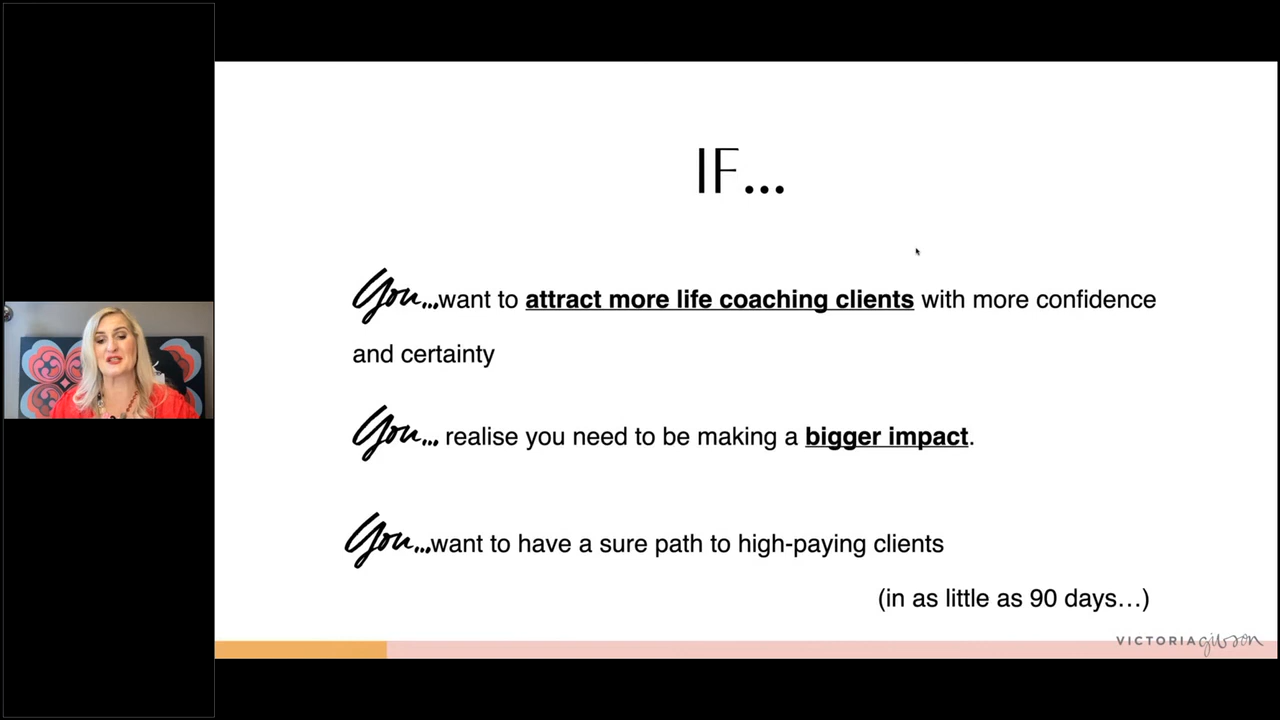 IF...
You...want to attract more life coaching clients with more confidence
and certainty
You... realise you need to be making a bigger impact.
You...want to have a sure path to high-paying clients
(in as little as 90 days…)
VICTORIA gibson